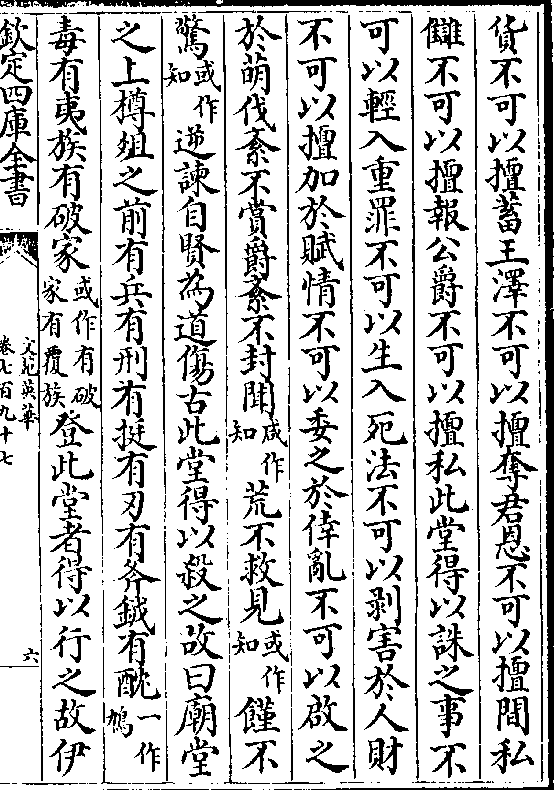 貨不可以擅蓄王澤不可以擅奪君恩不可以擅間私
讎不可以擅報公爵不可以擅私此堂得以誅之事不
可以輕入重罪不可以生入死法不可以剥害於人財
不可以擅加於賦情不可以委之於倖亂不可以啟之
於萌伐紊不賞爵紊不封聞或作知荒不救見或作知饉不
驚或作知逆諫自賢為道傷古此堂得以殺之故曰廟堂
之上樽俎之前有兵有刑有挺有刃有斧鉞有酖一作鴆
毒有夷族有破家或作有破家有覆族登此堂者得以行之故伊
欽定四庫全書
文苑英華
卷七百九十七
六